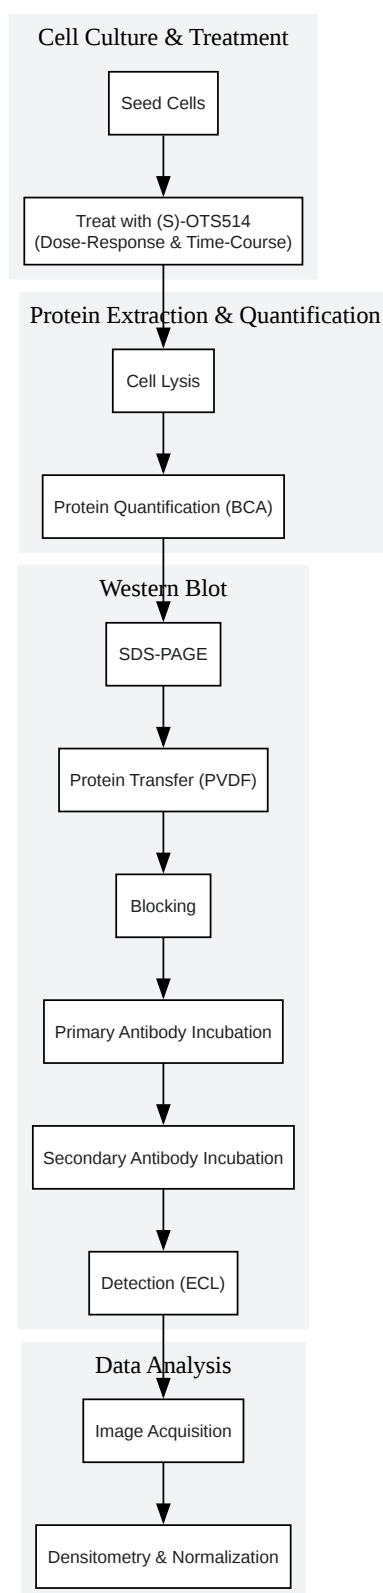 Cell Culture & Treatment
Seed Cells
Treat with (S)-OTS514
(Dose-Response & Time-Course)
Protein Extraction & Quantification
Cell Lysis
Protein Quantification (BCA)
Western Blot
SDS-PAGE
Protein Transfer (PVDF)
Blocking
Primary Antibody Incubation
Secondary Antibody Incubation
Detection (ECL)
Data Analysis
Image Acquisition
Densitometry & Normalization